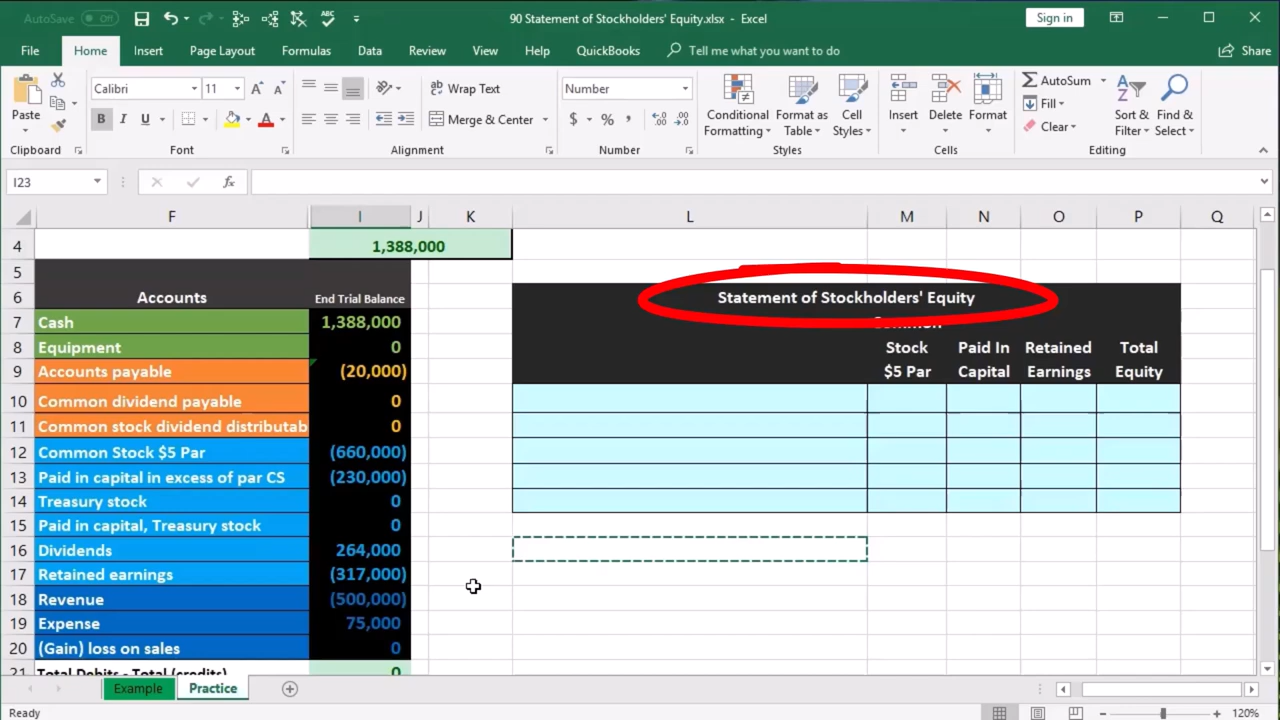 AutoSave Off
90 Statement of Stockholders' Equity.xlsx - Excel
Sign in
File Home Insert Page Layout Formulas Data Review View Help QuickBooks Tell me what you want to do Share
Paste
Calibri 11
B I U
Wrap Text
Merge & Center
Number
$ % ,
Conditional Formatting
Format as Table
Cell Styles
Insert
Delete
Format
AutoSum
Fill
Clear
Sort & Filter
Find & Select
Clipboard Font Alignment Number Styles Cells Editing
I23 fx
F I J K L M N O P Q
4 1,388,000
5
6 Accounts End Trial Balance Statement of Stockholders' Equity
7 Cash 1,388,000
8 Equipment 0 Stock Paid In Retained Total
9 Accounts payable (20,000) $5 Par Capital Earnings Equity
10 Common dividend payable 0
11 Common stock dividend distributab 0
12 Common Stock $5 Par (660,000)
13 Paid in capital in excess of par CS (230,000)
14 Treasury stock 0
15 Paid in capital, Treasury stock 0
16 Dividends 264,000
17 Retained earnings (317,000)
18 Revenue (500,000)
19 Expense 75,000
20 (Gain) loss on sales 0
21 Total Debits - Total (credits) 0
Example Practice
Ready 120%